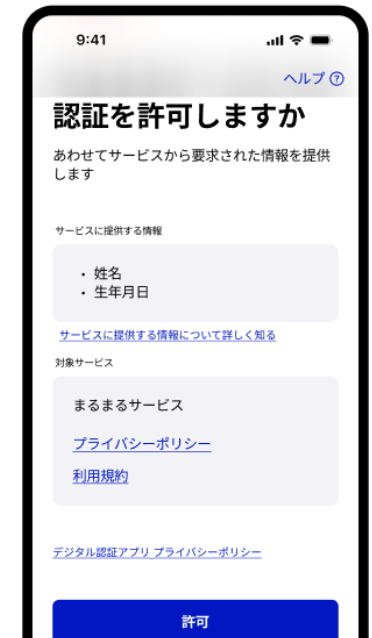 9:41
ヘルプ ?
認証を許可しますか
あわせてサービスから要求された情報を提供
します
サービスに提供する情報
・ 姓名
・ 生年月日
サービスに提供する情報について詳しく知る
対象サービス
まるまるサービス
プライバシーポリシー
利用規約
デジタル認証アプリ プライバシーポリシー
許可